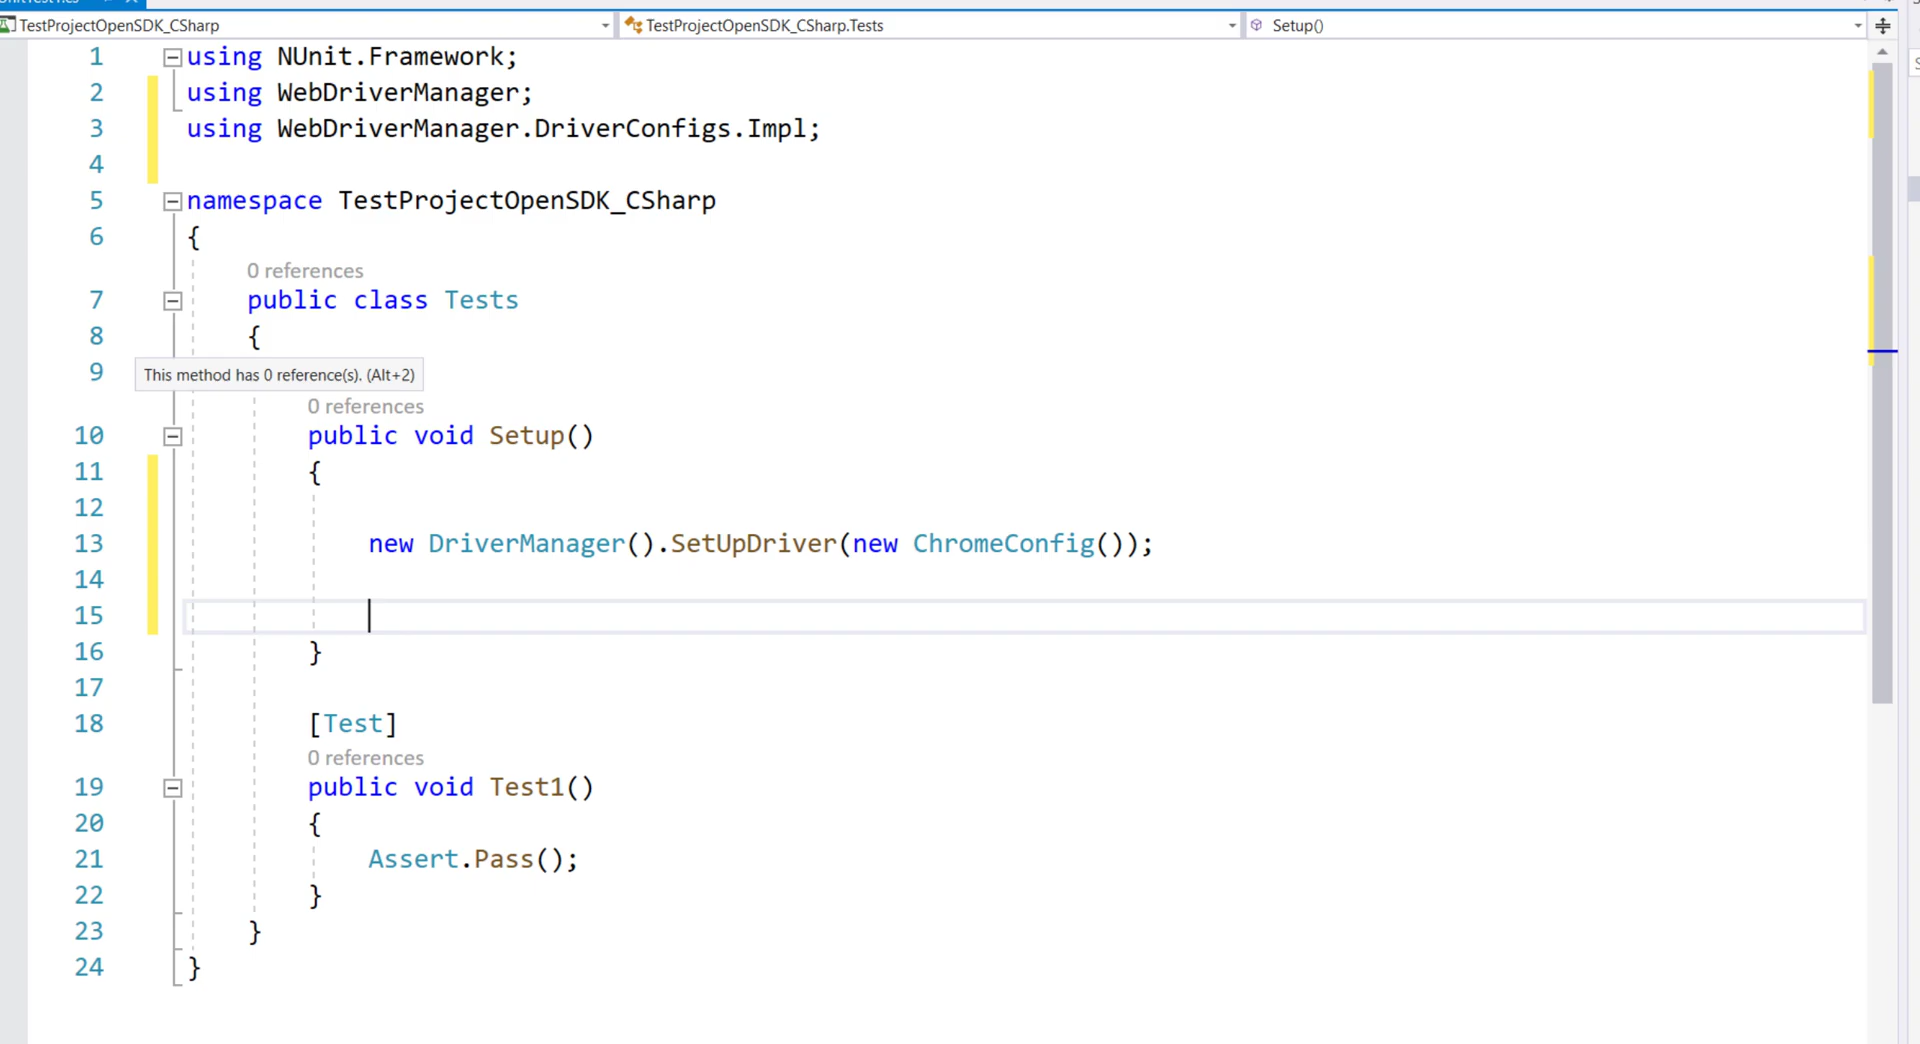 TestProjectOpenSDK_CSharp
TestProjectOpenSDK_CSharp.Tests
Setup()
1 using NUnit.Framework;
2 using WebDriverManager;
3 using WebDriverManager.DriverConfigs.Impl;
4
5 namespace TestProjectOpenSDK_CSharp
6 {
0 references
7 public class Tests
8 {
9 This method has 0 reference(s). (Alt+2)
0 references
10 public void Setup()
11 {
12
13 new DriverManager().SetUpDriver(new ChromeConfig());
14
15
16 }
17
18 [Test]
0 references
19 public void Test1()
20 {
21 Assert.Pass();
22 }
23 }
24 }